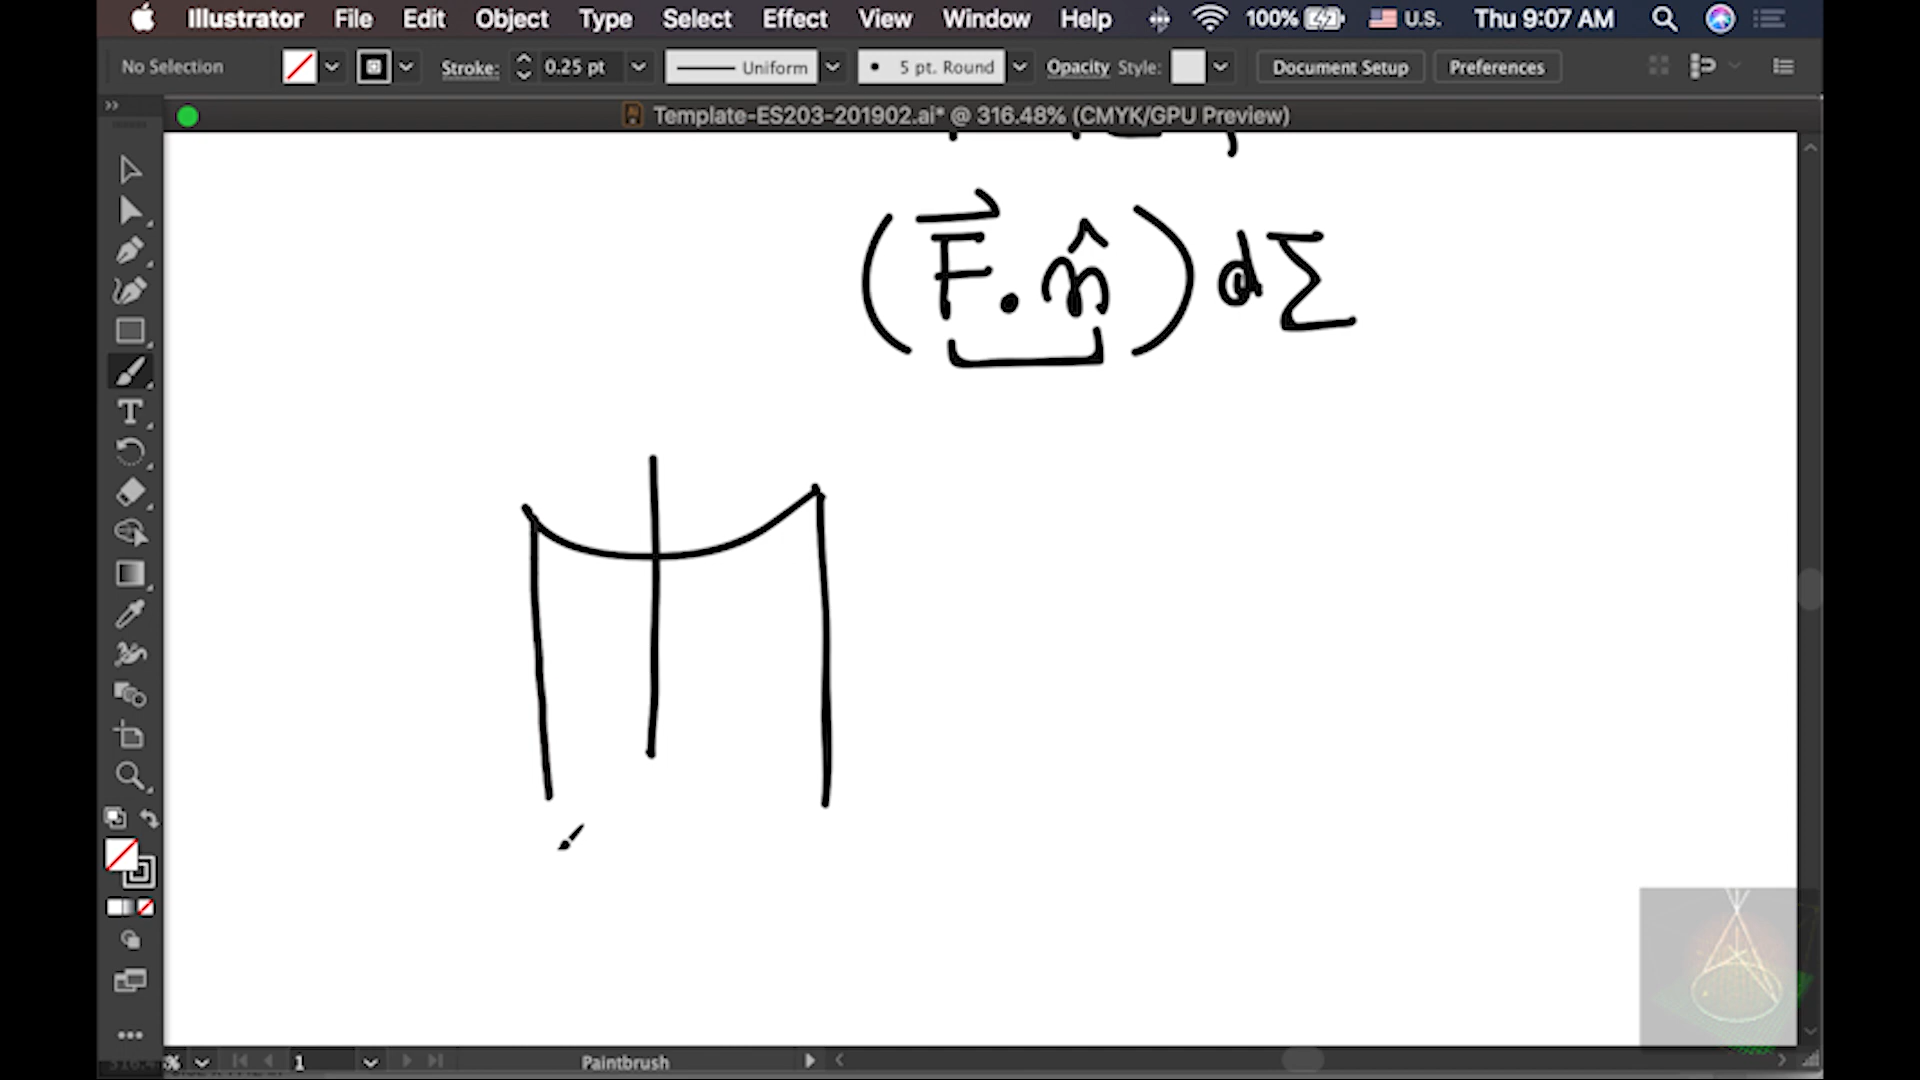 Illustrator File Edit Object Type Select Effect View Window Help 100% U.S. Thu 9:07 AM
No Selection Stroke: 0.25 pt Uniform 5 pt. Round Opacity Style: Document Setup Preferences
Template-ES203-201902.ai* @ 316.48% (CMYK/GPU Preview)
(F⃗ . n̂) dΣ
1 Paintbrush